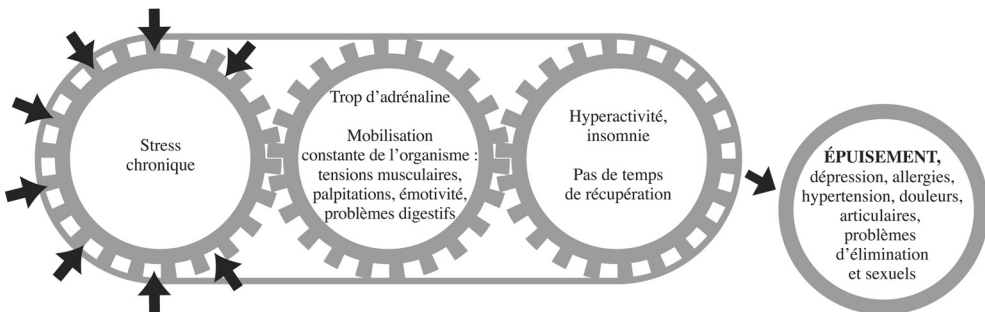 Stress
chronique
Trop d’adrénaline
Mobilisation
constante de l’organisme :
tensions musculaires,
palpitations, émotivité,
problèmes digestifs
Hyperactivité,
insomnie
Pas de temps
de récupération
ÉPUISEMENT,
dépression, allergies,
hypertension, douleurs,
articulaires,
problèmes
d’élimination
et sexuels